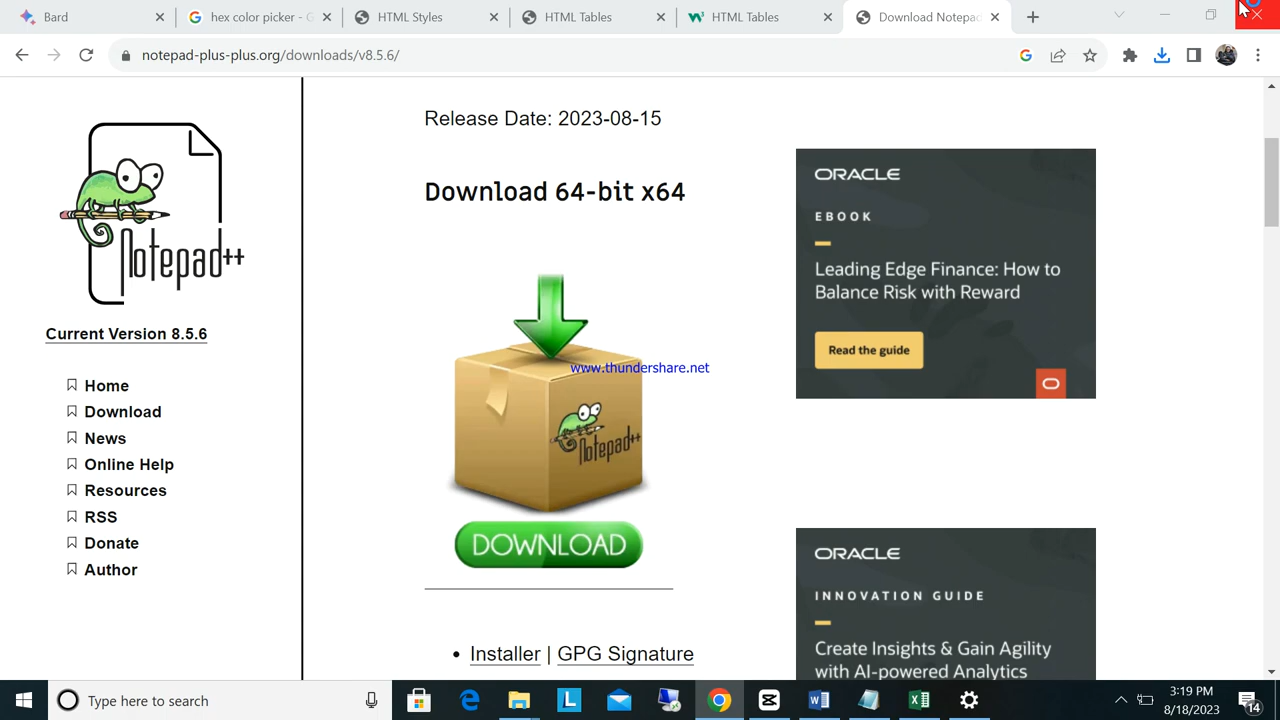 Bard
hex color picker - G
HTML Styles
HTML Tables
HTML Tables
Download Notepad
notepad-plus-plus.org/downloads/v8.5.6/
Notepad++
Current Version 8.5.6
Home
Download
News
Online Help
Resources
RSS
Donate
Author
Release Date: 2023-08-15
Download 64-bit x64
www.thundershare.net
Notepad++
DOWNLOAD
• Installer | GPG Signature
ORACLE
EBOOK
Leading Edge Finance: How to
Balance Risk with Reward
Read the guide
ORACLE
INNOVATION GUIDE
Create Insights & Gain Agility
with AI-powered Analytics
Type here to search
3:19 PM
8/18/2023
14